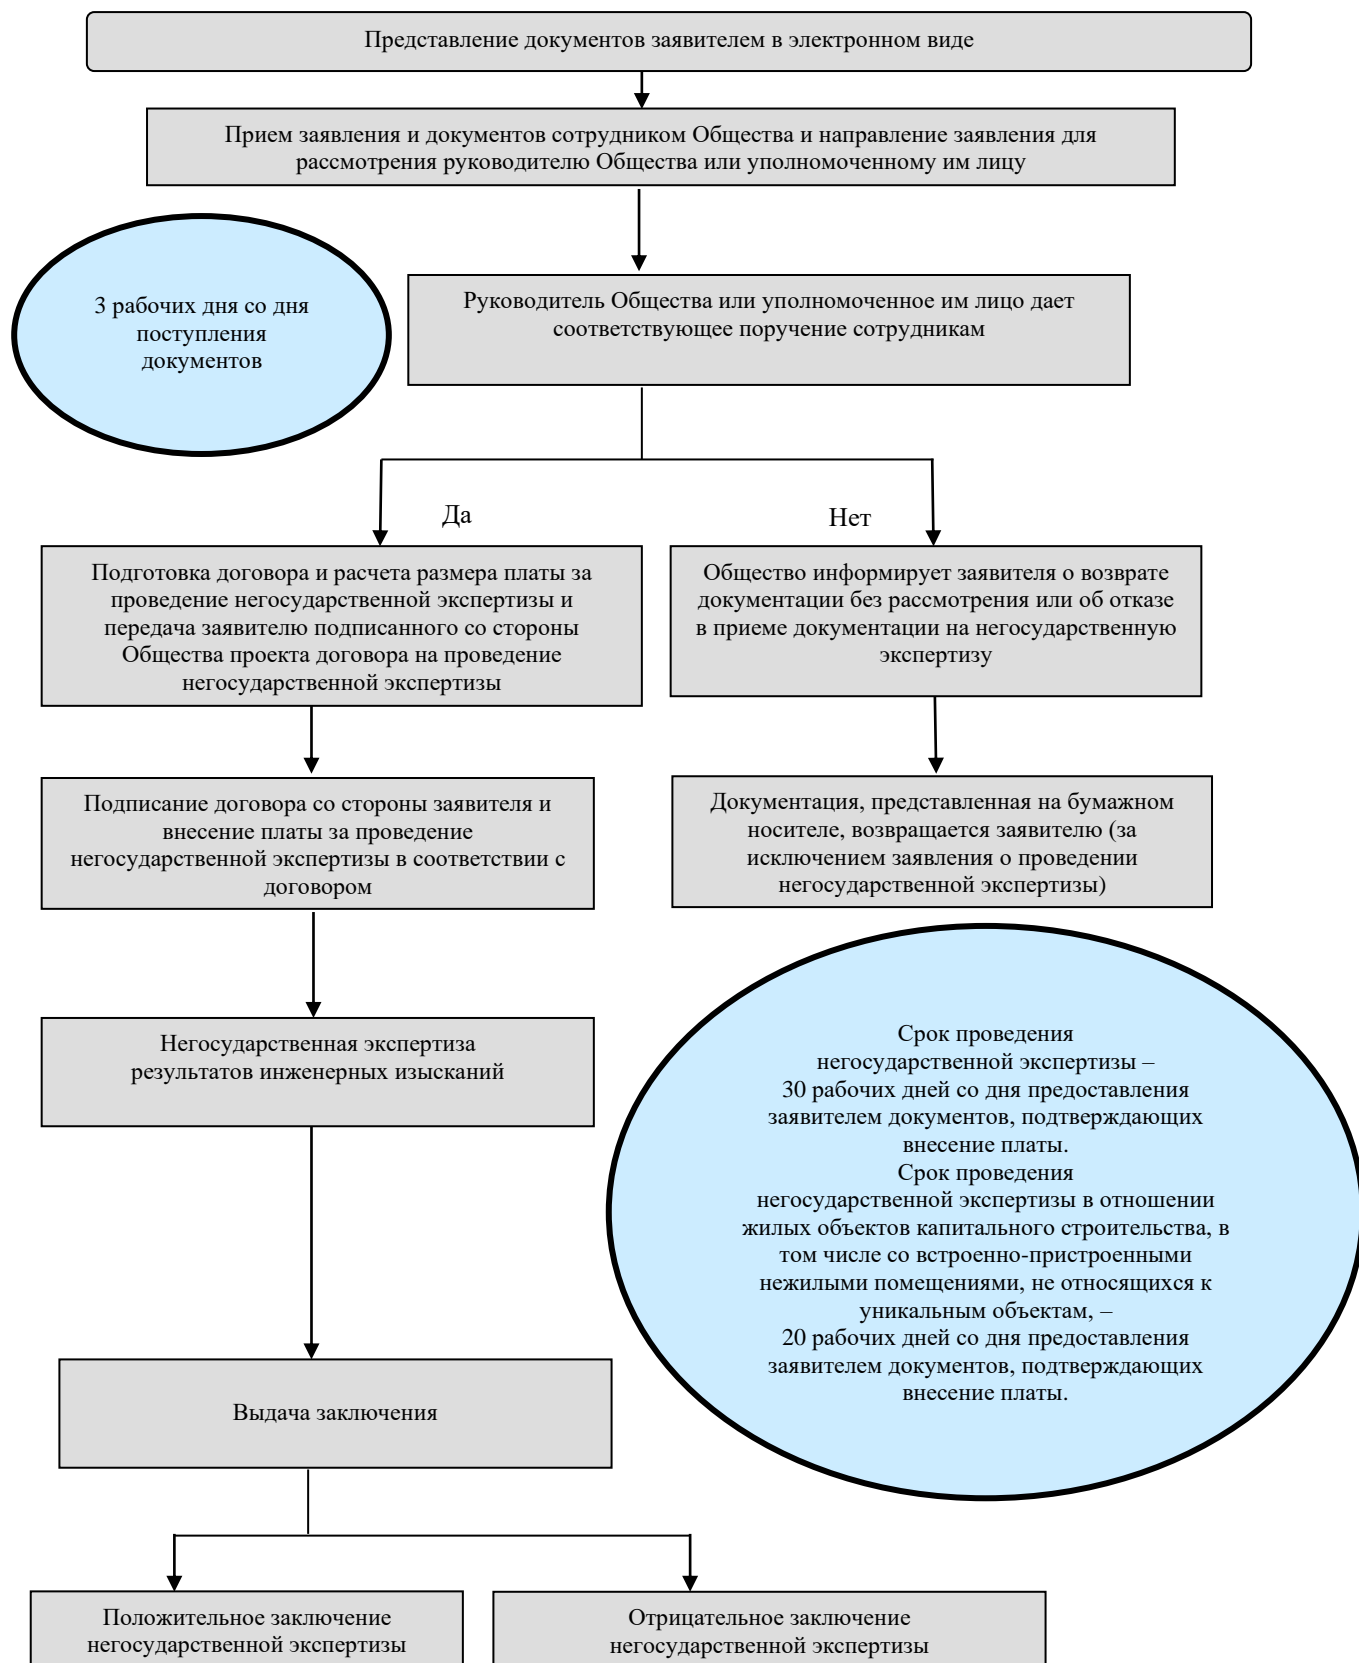 Представление документов заявителем в электронном виде
Прием заявления и документов сотрудником Общества и направление заявления для
рассмотрения руководителю Общества или уполномоченному им лицу
3 рабочих дня со дня
поступления
документов
Руководитель Общества или уполномоченное им лицо дает
соответствующее поручение сотрудникам
Да
Нет
Подготовка договора и расчета размера платы за
проведение негосударственной экспертизы и
передача заявителю подписанного со стороны
Общества проекта договора на проведение
негосударственной экспертизы
Общество информирует заявителя о возврате
документации без рассмотрения или об отказе
в приеме документации на негосударственную
экспертизу
Подписание договора со стороны заявителя и
внесение платы за проведение
негосударственной экспертизы в соответствии с
договором
Документация, представленная на бумажном
носителе, возвращается заявителю (за
исключением заявления о проведении
негосударственной экспертизы)
Негосударственная экспертиза
результатов инженерных изысканий
Срок проведения
негосударственной экспертизы –
30 рабочих дней со дня предоставления
заявителем документов, подтверждающих
внесение платы.
Срок проведения
негосударственной экспертизы в отношении
жилых объектов капитального строительства, в
том числе со встроенно-пристроенными
нежилыми помещениями, не относящихся к
уникальным объектам, –
20 рабочих дней со дня предоставления
заявителем документов, подтверждающих
внесение платы.
Выдача заключения
Положительное заключение
негосударственной экспертизы
Отрицательное заключение
негосударственной экспертизы